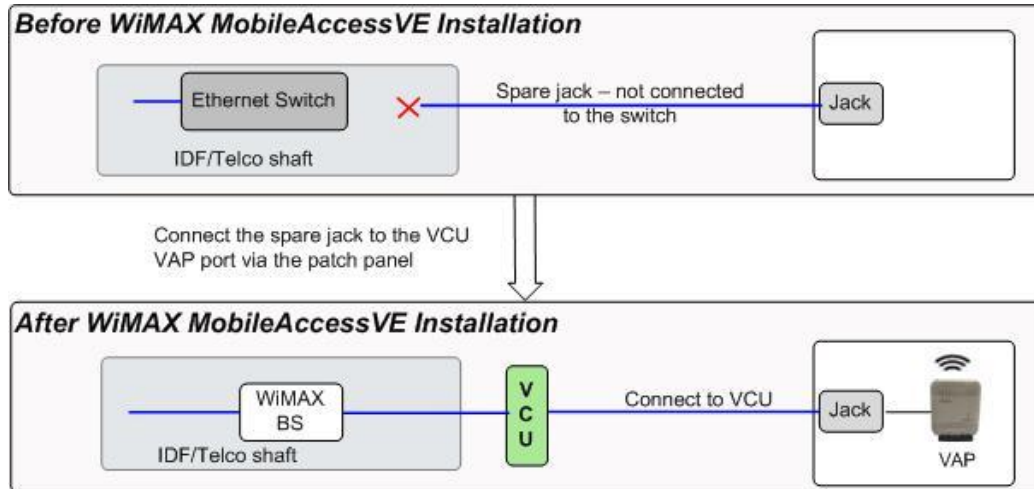 Before WiMAX MobileAccessVE Installation
Ethernet Switch
IDF/Telco shaft
Spare jack – not connected
to the switch
Jack
Connect the spare jack to the VCU
VAP port via the patch panel
After WiMAX MobileAccessVE Installation
WiMAX
BS
IDF/Telco shaft
V
C
U
Connect to VCU
Jack
VAP